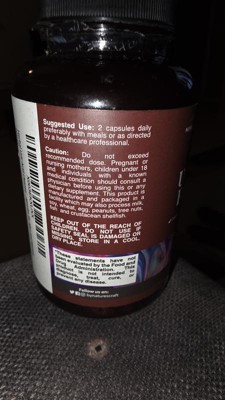 Suggested Use: 2 capsules daily
preferably with meals or as directed
by a healthcare professional.
Caution: Do not exceed
recommended dose. Pregnant or
nursing mothers, children under 18
and individuals with a known
medical condition should consult a
physician before using this or any
dietary supplement. This product is
manufactured and packaged in a
facility which may also process milk,
soy, wheat, egg, peanuts, tree nuts,
fish and crustacean shellfish.
KEEP OUT OF THE REACH OF
CHILDREN. DO NOT USE IF
SAFETY SEAL IS DAMAGED OR
MISSING. STORE IN A COOL,
DRY PLACE.
These statements have not
been evaluated by the Food and
Drug Administration. This
product is not intended to
diagnose, treat, cure, or
prevent any disease.
Follow us on: